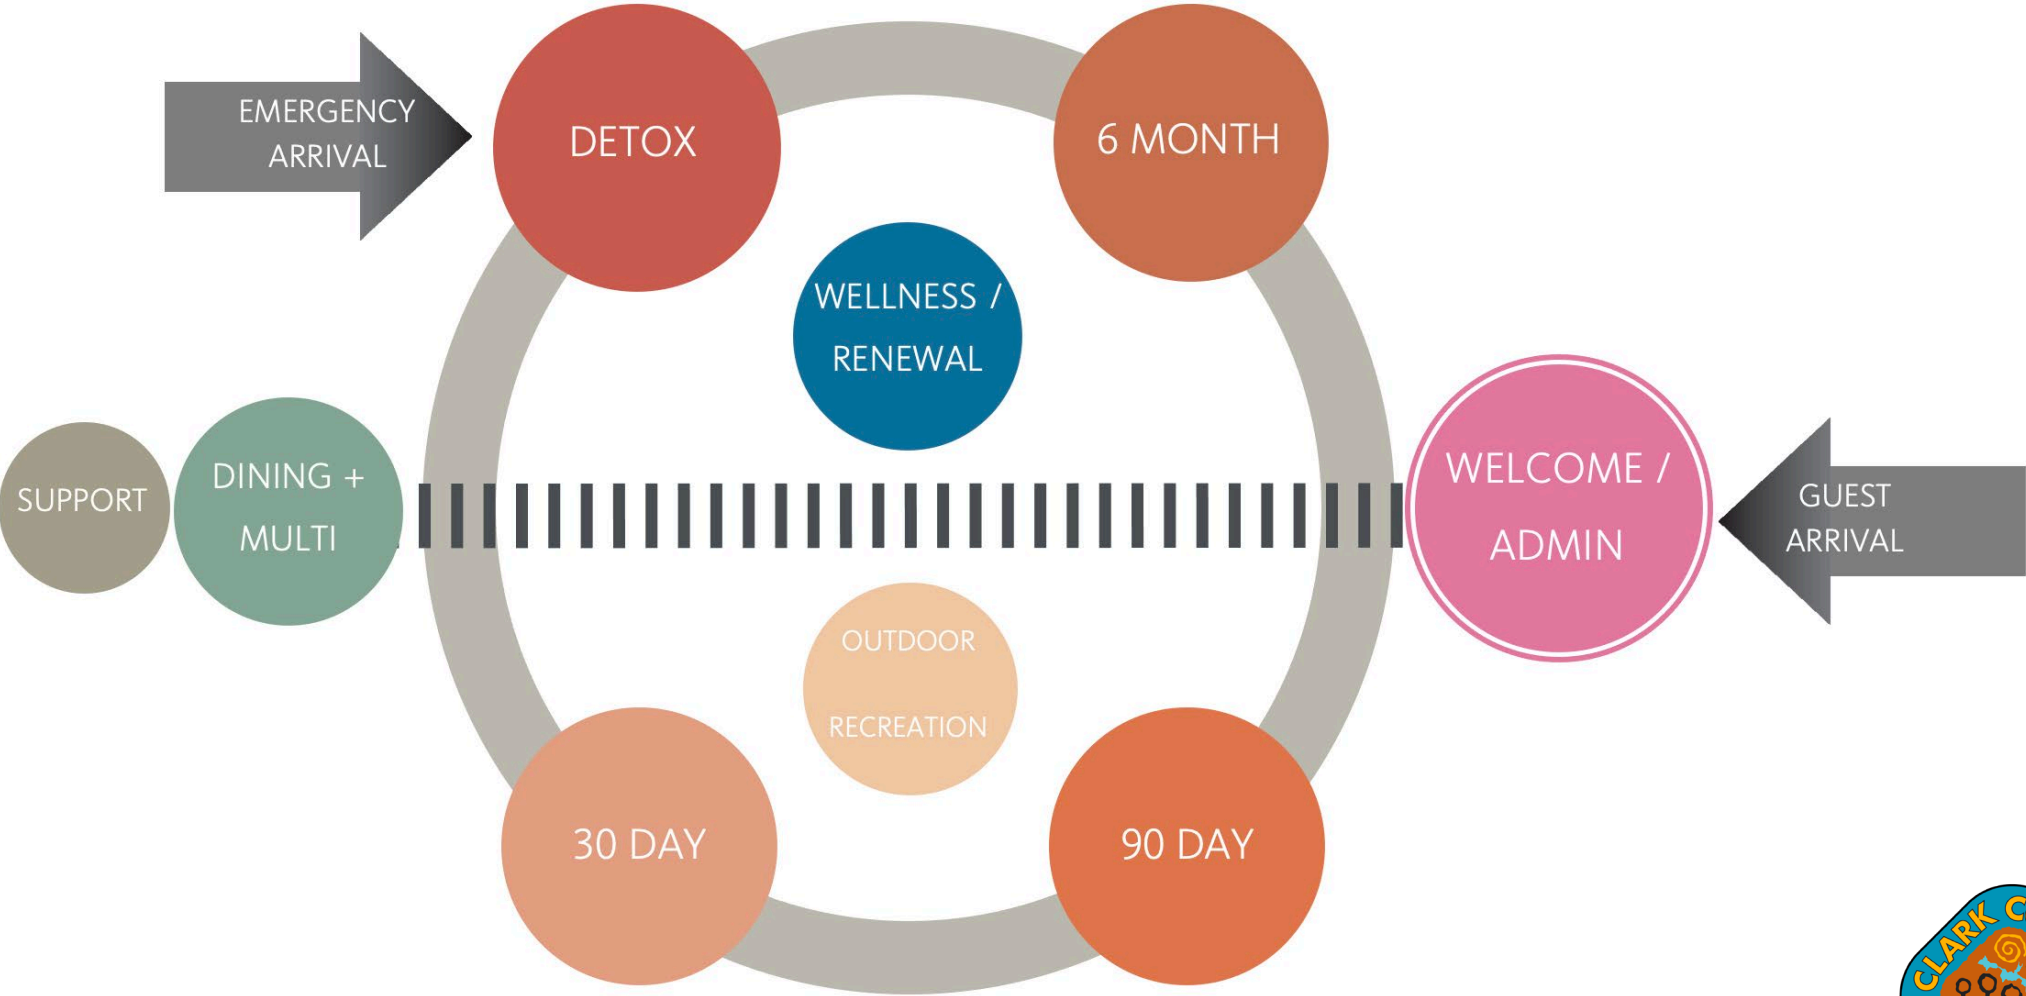 EMERGENCY
ARRIVAL
DETOX
6 MONTH
WELLNESS /
RENEWAL
SUPPORT
DINING +
MULTI
WELCOME /
ADMIN
GUEST
ARRIVAL
OUTDOOR
RECREATION
30 DAY
90 DAY
CLARK C